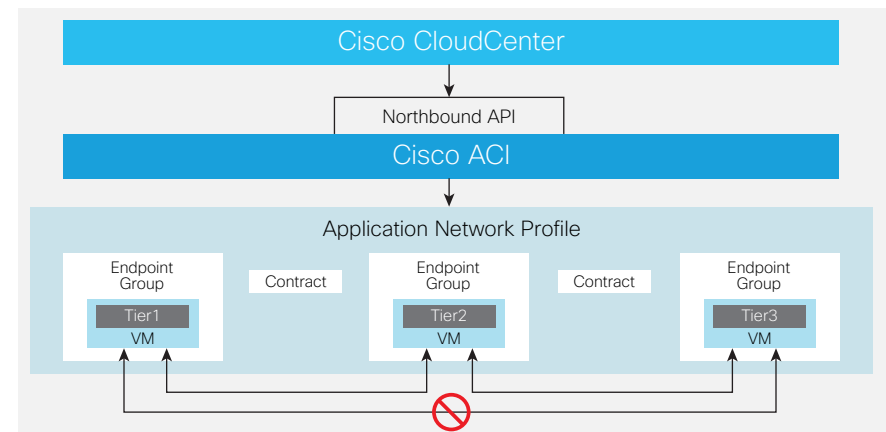 Cisco CloudCenter
Northbound API
Cisco ACI
Application Network Profile
Endpoint
Group
Tier1
VM
Contract
Endpoint
Group
Tier2
VM
Contract
Endpoint
Group
Tier3
VM